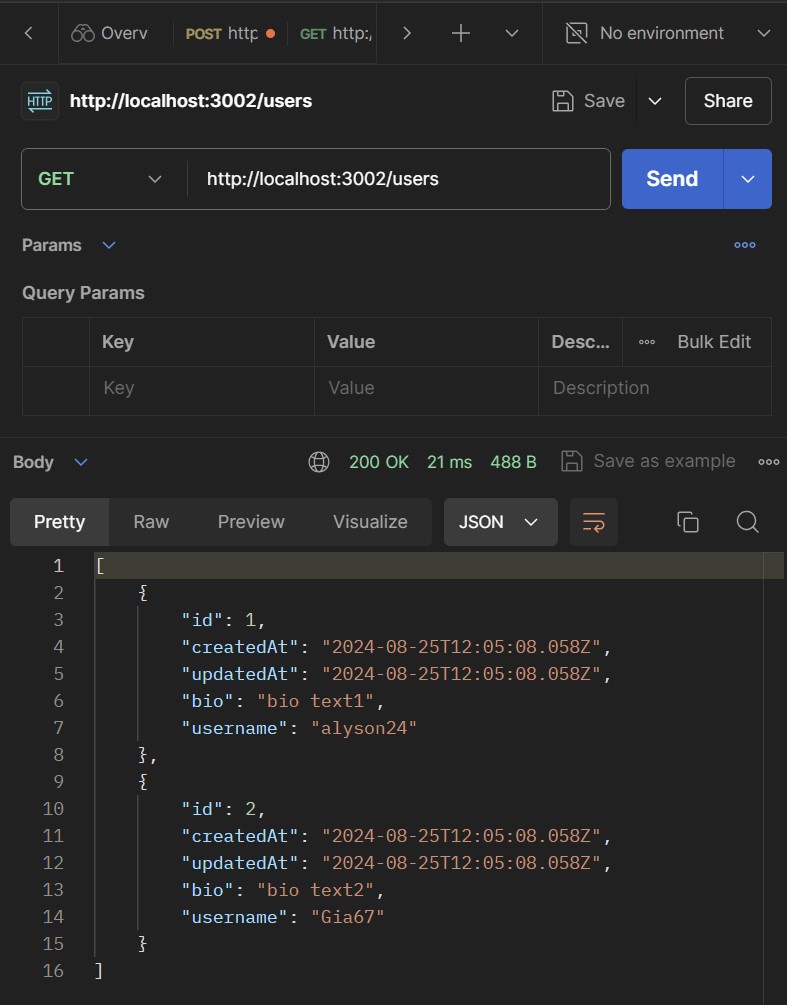 Overv POST http GET http:/ No environment
HTTP http://localhost:3002/users Save Share
GET http://localhost:3002/users Send
Params
Query Params
Key Value Desc... Bulk Edit
Key Value Description
Body 200 OK 21 ms 488 B Save as example
Pretty Raw Preview Visualize JSON
1 [
2 {
3 "id": 1,
4 "createdAt": "2024-08-25T12:05:08.058Z",
5 "updatedAt": "2024-08-25T12:05:08.058Z",
6 "bio": "bio text1",
7 "username": "alyson24"
8 },
9 {
10 "id": 2,
11 "createdAt": "2024-08-25T12:05:08.058Z",
12 "updatedAt": "2024-08-25T12:05:08.058Z",
13 "bio": "bio text2",
14 "username": "Gia67"
15 }
16 ]